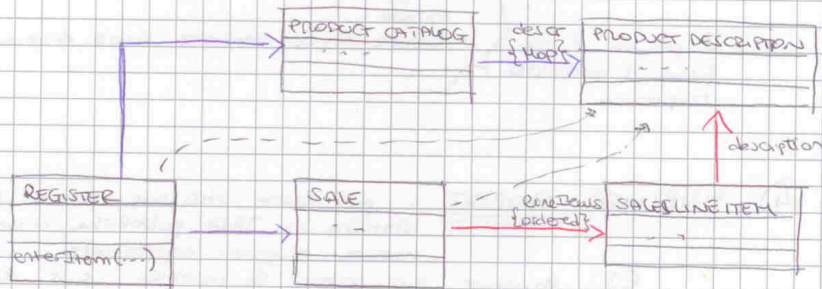 PRODUCT CATALOG
- - -
descr
{Map}
PRODUCT DESCRIPTION
- - -
description
REGISTER
enterItem(...)
SALE
- -
lineItems
{ordered}
SALESLINEITEM
- -